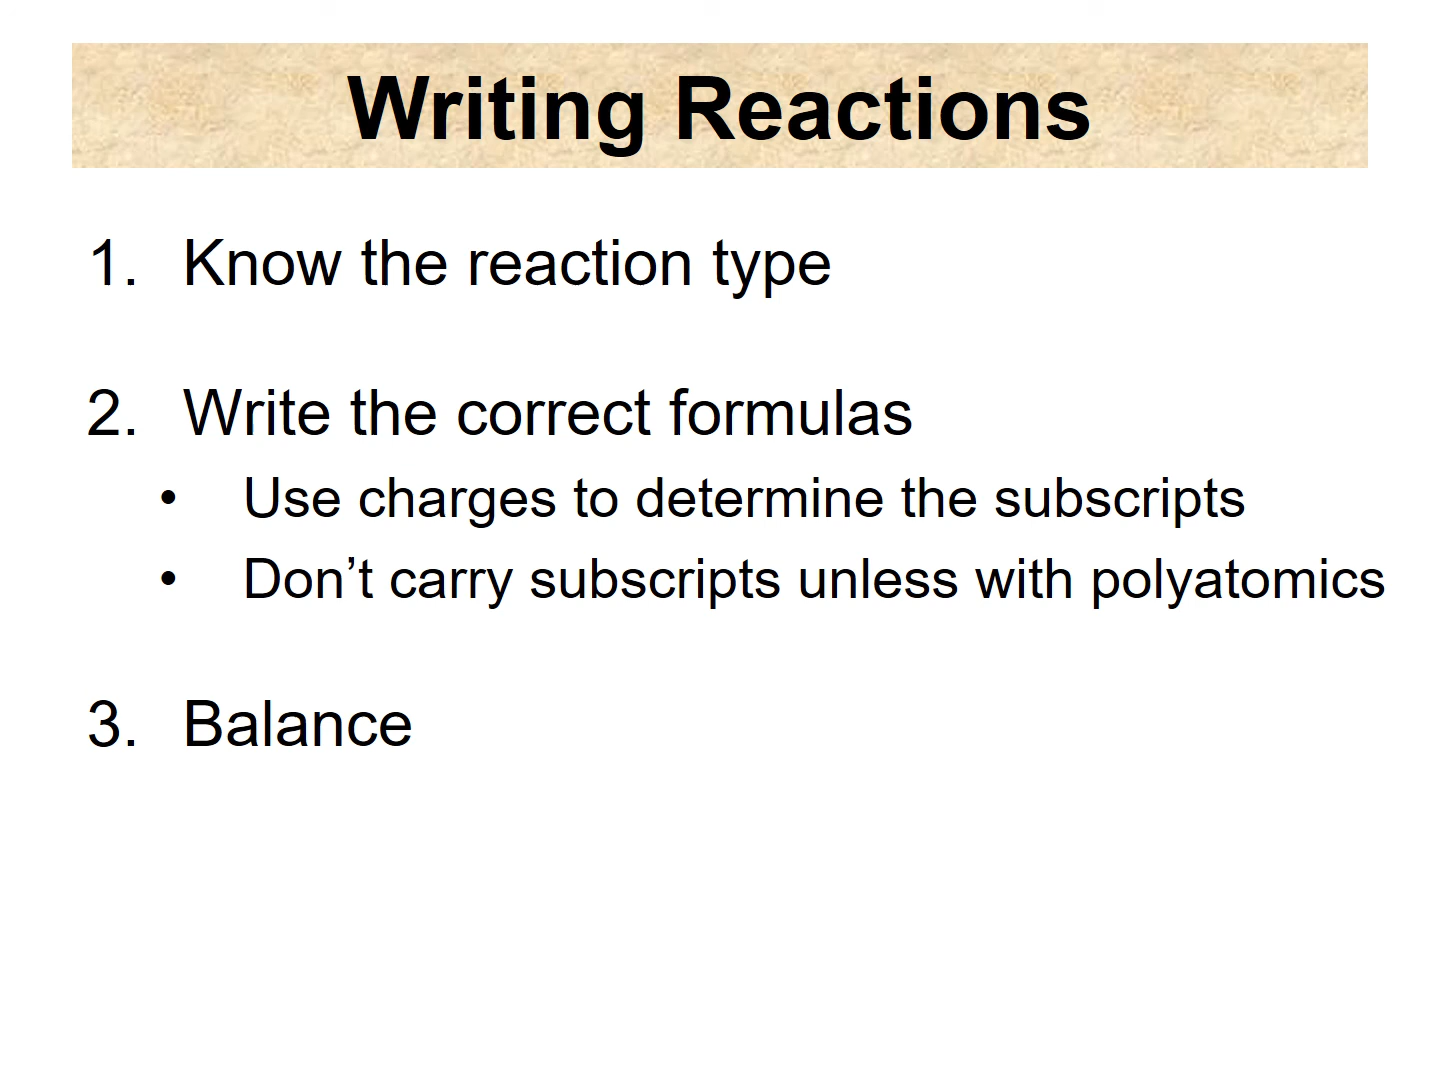 Writing Reactions
1. Know the reaction type
2. Write the correct formulas
• Use charges to determine the subscripts
• Don’t carry subscripts unless with polyatomics
3. Balance